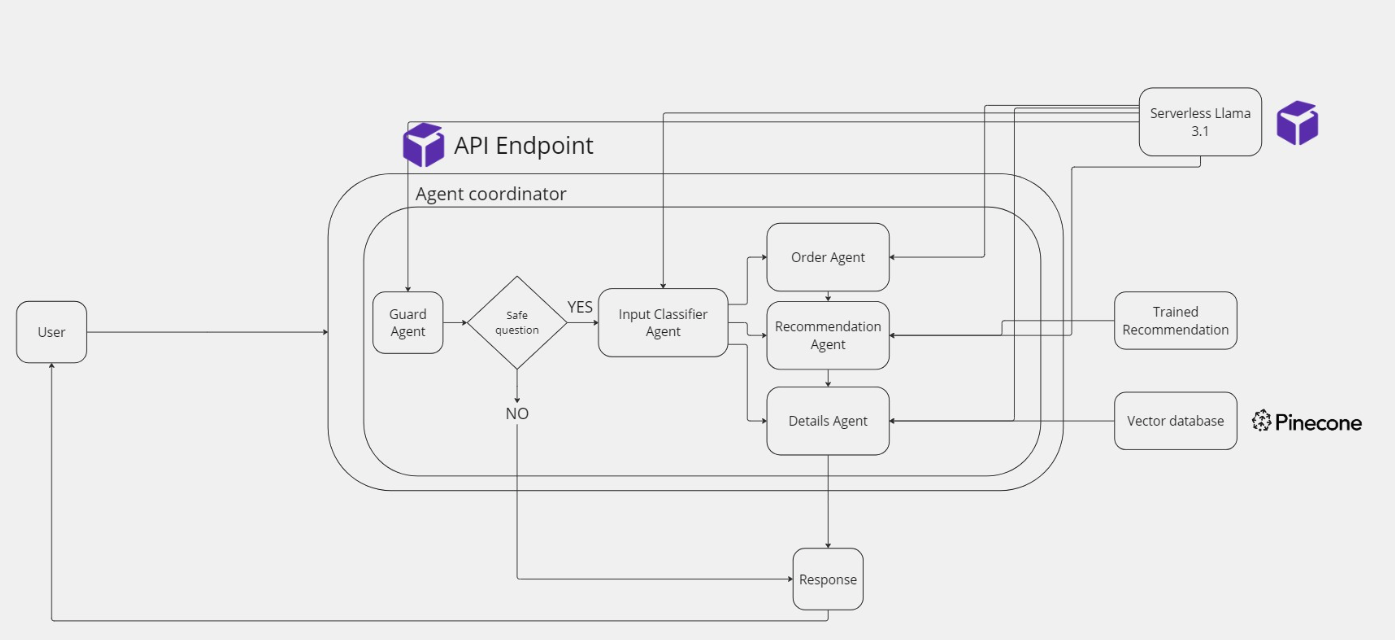 Serverless Llama
3.1
API Endpoint
Agent coordinator
User
Guard
Agent
Safe
question
YES
NO
Input Classifier
Agent
Order Agent
Recommendation
Agent
Details Agent
Trained
Recommendation
Vector database
Pinecone
Response